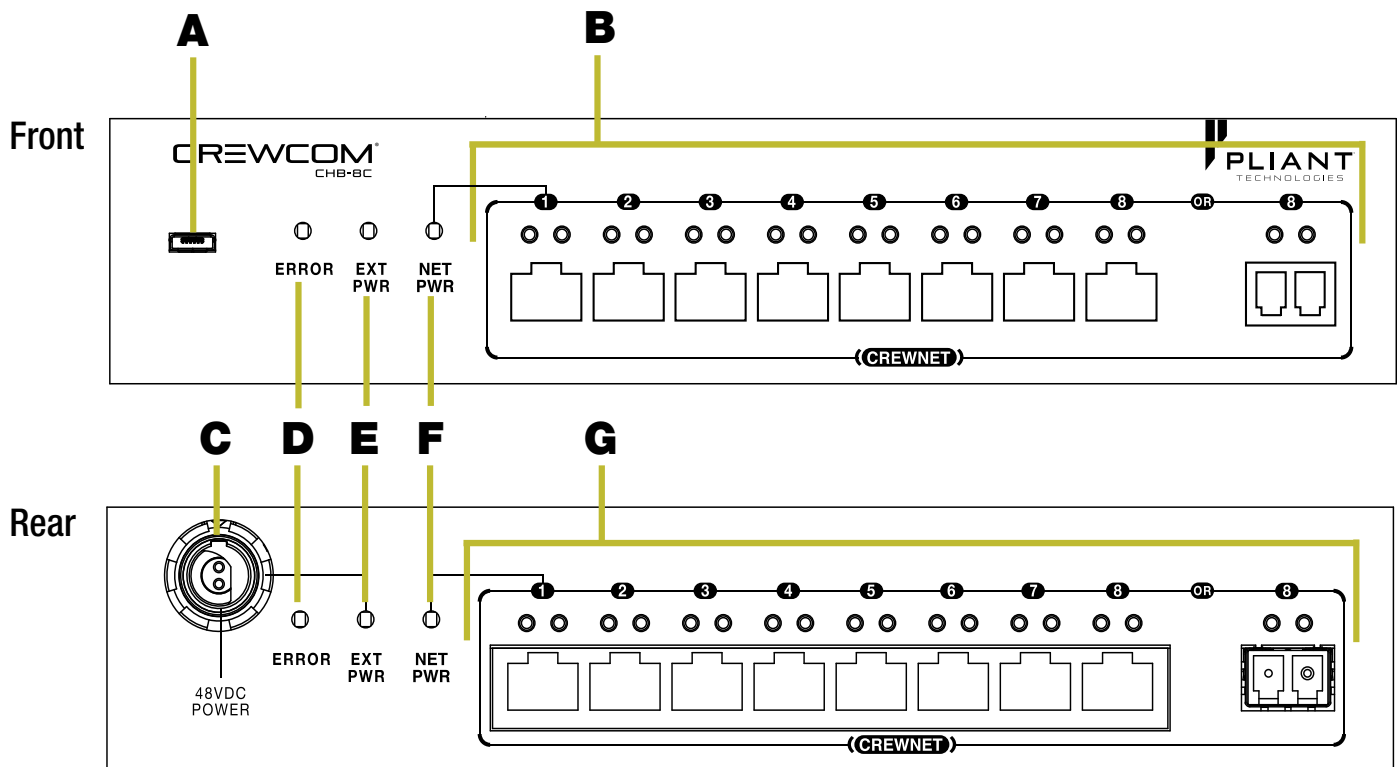 A
B
Front
CREWCOM®
CHB-8C
PLIANT
TECHNOLOGIES
1 2 3 4 5 6 7 8 OR 8
ERROR
EXT PWR
NET PWR
(CREWNET)
C D E F G
Rear
1 2 3 4 5 6 7 8 OR 8
ERROR
EXT PWR
NET PWR
48VDC
POWER
(CREWNET)